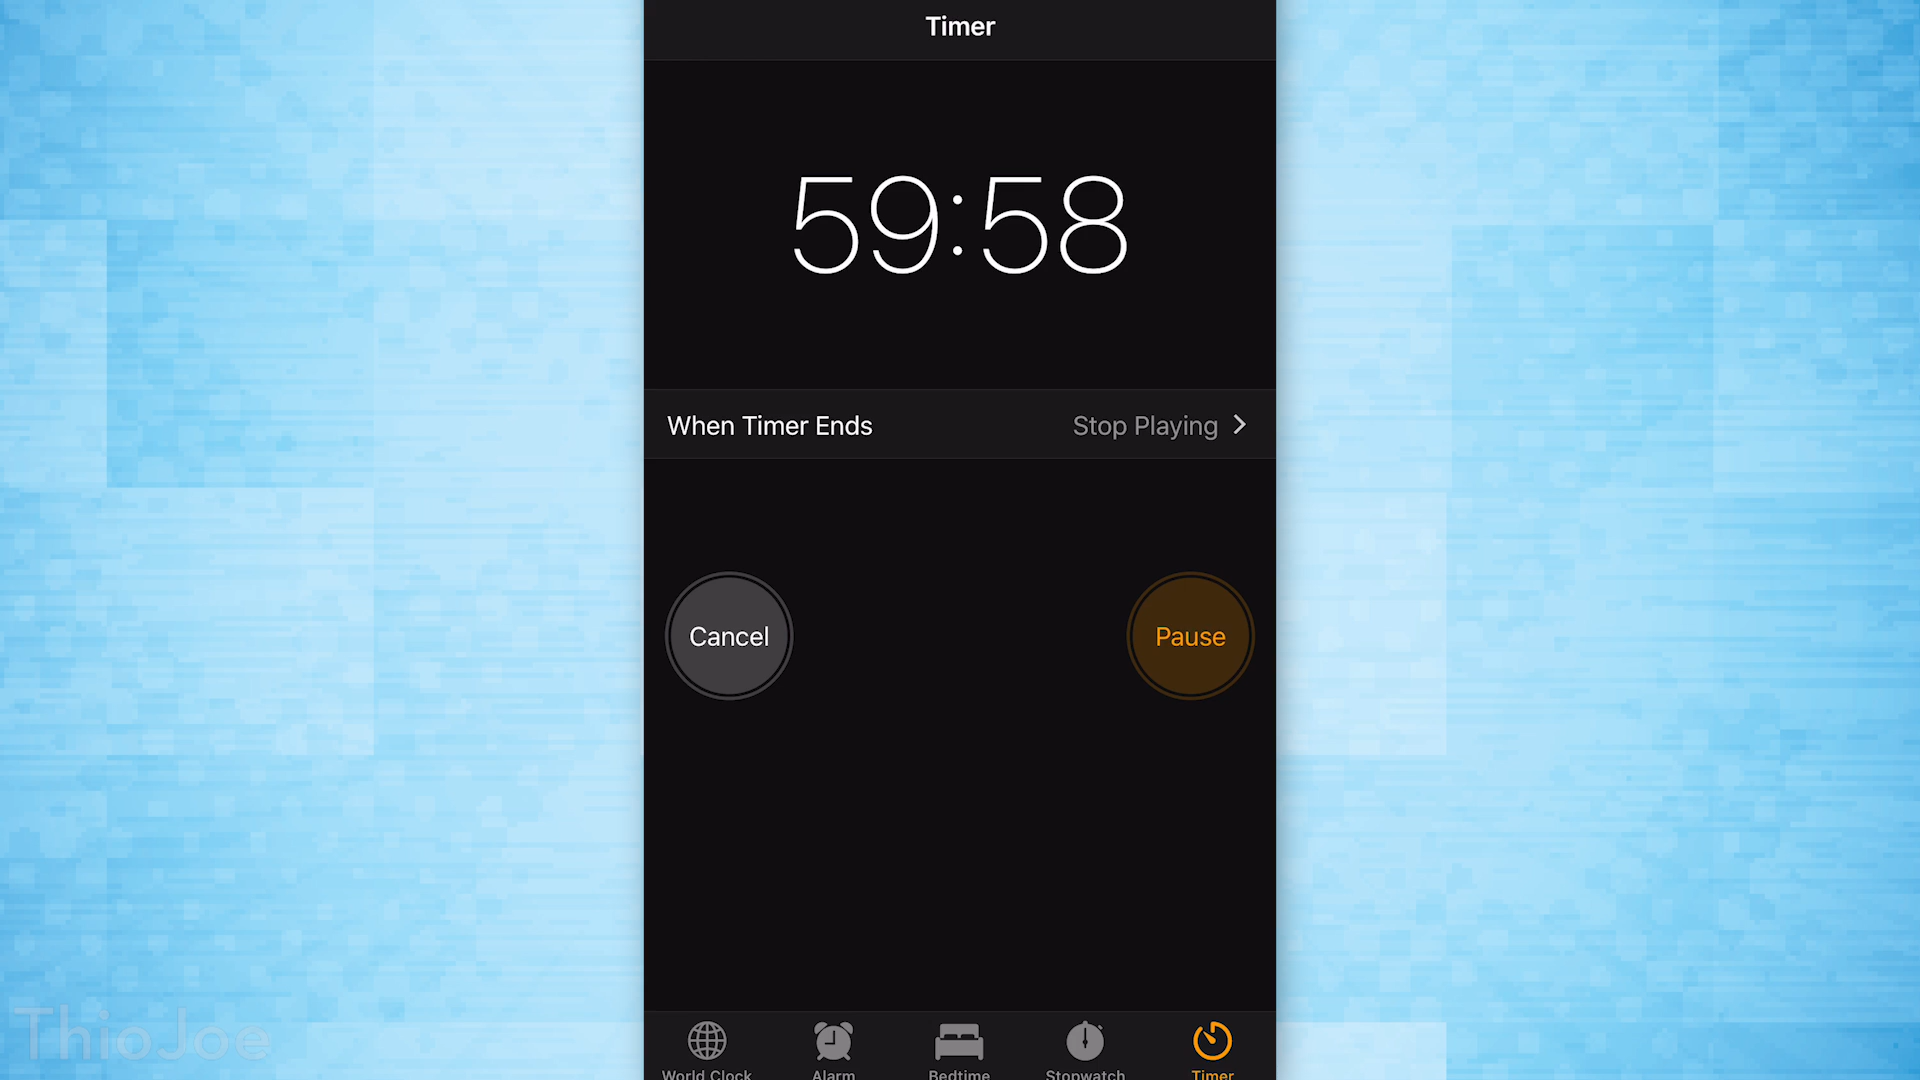 Timer
59:58
When Timer Ends Stop Playing
Cancel Pause
World Clock Alarm Bedtime Stopwatch Timer
ThioJoe